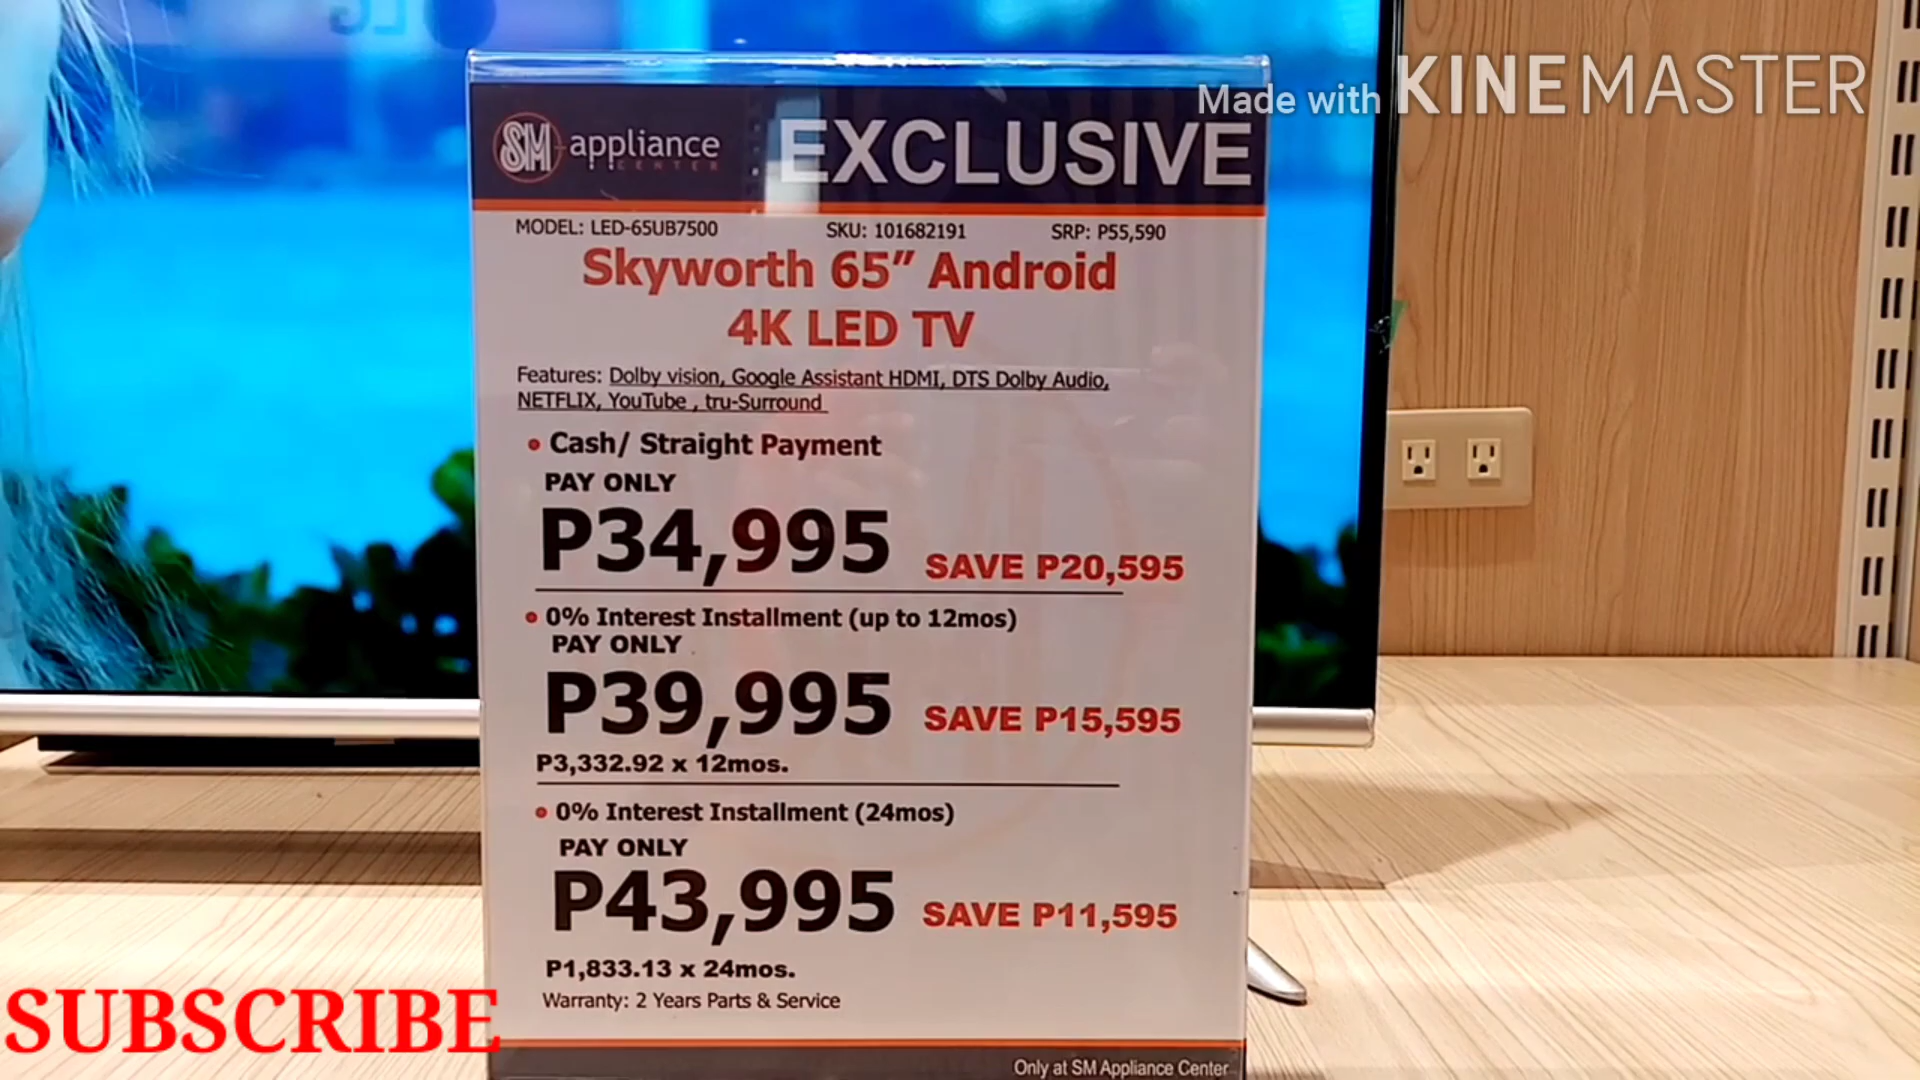 Made with KINEMASTER
SM appliance CENTER EXCLUSIVE
MODEL: LED-65UB7500 SKU: 101682191 SRP: P55,590
Skyworth 65” Android
4K LED TV
Features: Dolby vision, Google Assistant HDMI, DTS Dolby Audio,
NETFLIX, YouTube , tru-Surround
• Cash/ Straight Payment
PAY ONLY
P34,995 SAVE P20,595
• 0% Interest Installment (up to 12mos)
PAY ONLY
P39,995 SAVE P15,595
P3,332.92 x 12mos.
• 0% Interest Installment (24mos)
PAY ONLY
P43,995 SAVE P11,595
P1,833.13 x 24mos.
Warranty: 2 Years Parts & Service
Only at SM Appliance Center
SUBSCRIBE
LG